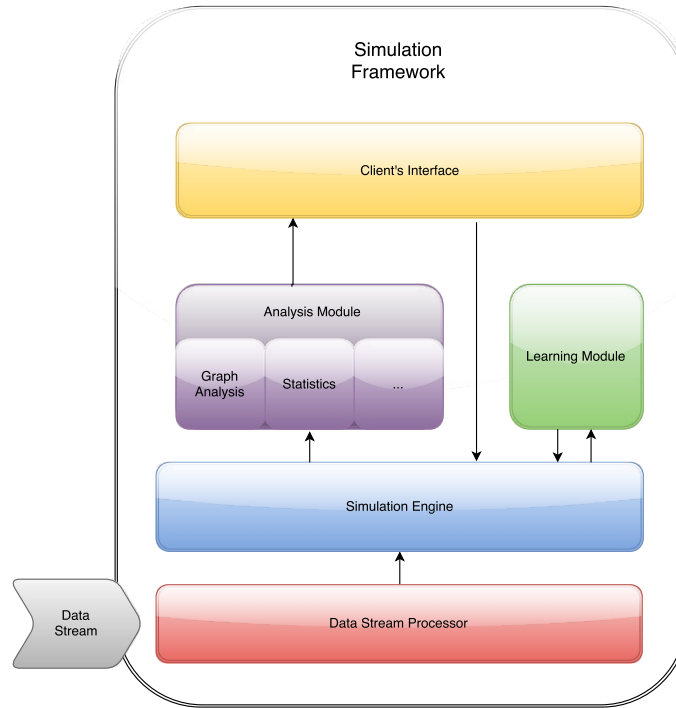 Simulation
Framework
Client's Interface
Analysis Module
Graph
Analysis
Statistics
...
Learning Module
Simulation Engine
Data
Stream
Data Stream Processor